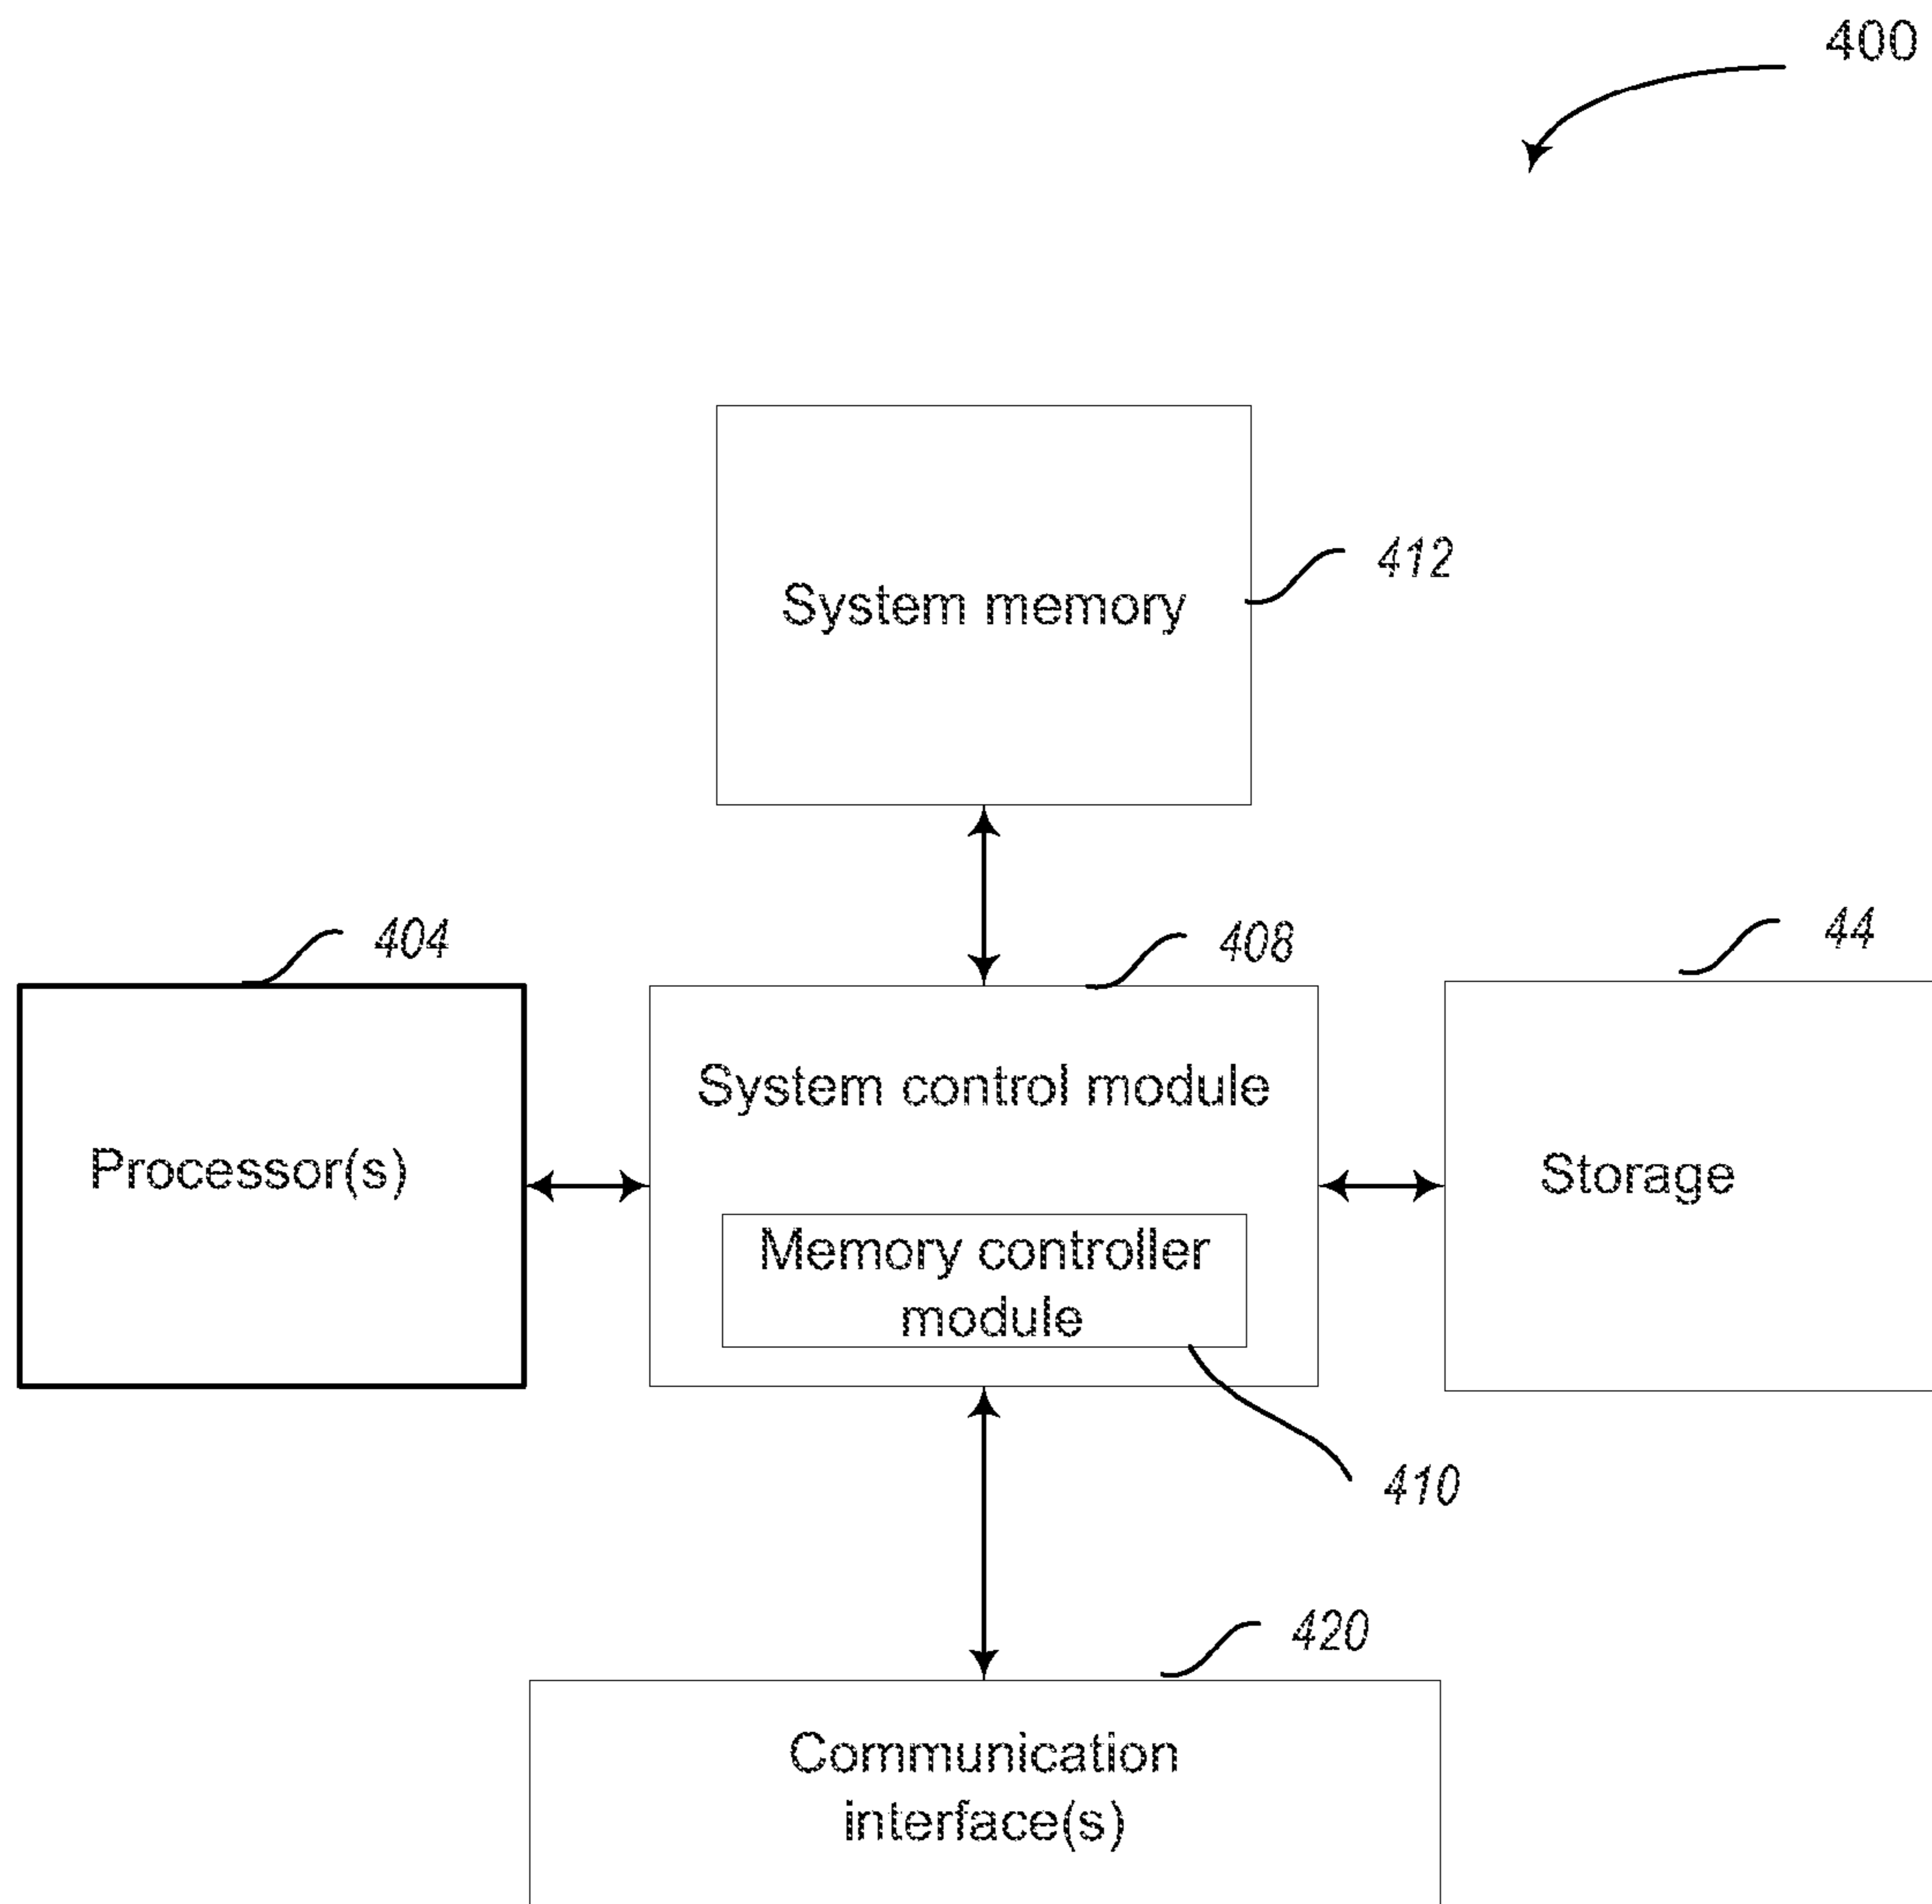 400
System memory
412
404
408
44
Processor(s)
System control module
Storage
Memory controller
module
410
420
Communication
interface(s)